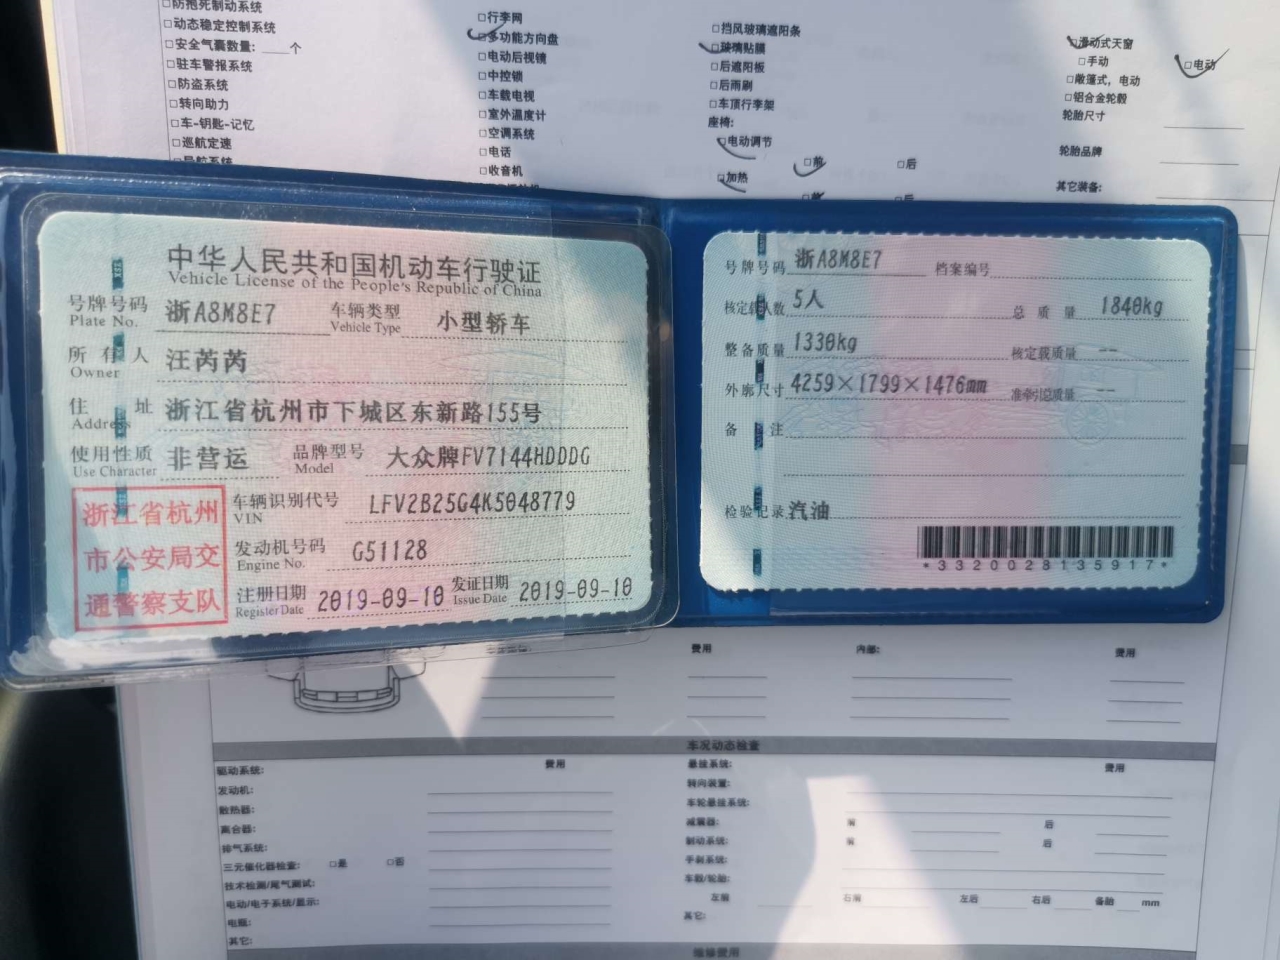 □防抱死制动系统
□动态稳定控制系统
□安全气囊数量: ___个
□驻车警报系统
□防盗系统
□转向助力
□车-钥匙-记忆
□巡航定速
□导航系统
□行李网
□多功能方向盘
□电动后视镜
□中控锁
□车载电视
□室外温度计
□空调系统
□电话
□收音机
□挡风玻璃遮阳条
□玻璃贴膜
□后遮阳板
□后雨刷
□车顶行李架
座椅:
□电动调节
□前 □后
□加热
□后
□滑动式天窗
□手动 □电动
□敞篷式,电动
□铝合金轮毂
轮胎尺寸
轮胎品牌
其它装备:
中华人民共和国机动车行驶证
Vehicle License of the People's Republic of China
号牌号码 浙A8M8E7 车辆类型 小型轿车
Plate No. Vehicle Type
所有人 汪芮芮
Owner
住址 浙江省杭州市下城区东新路155号
Address
使用性质 非营运 品牌型号 大众牌FV7144HDDDG
Use Character Model
浙江省杭州
市公安局交
通警察支队
车辆识别代号 LFV2B25G4K5048779
VIN
发动机号码 G51128
Engine No.
注册日期 2019-09-10 发证日期 2019-09-10
Register Date Issue Date
号牌号码 浙A8M8E7 档案编号
核定载人数 5人 总质量 1840kg
整备质量 1330kg 核定载质量 --
外廓尺寸 4259×1799×1476mm 准牵引总质量 --
备注
检验记录 汽油
*3320028135917*
费用 内部: 费用
车况动态检查
驱动系统: 费用
发动机:
散热器:
离合器:
排气系统:
三元催化器检查: □是 □否
技术检测/尾气测试:
电动/电子系统/显示:
电瓶:
其它:
悬挂系统: 费用
转向装置:
车轮悬挂系统:
减震器: 前 后
制动系统: 前 后
手刹系统:
车毂/轮胎:
左前 右前 左后 右后 备胎 mm
其它:
维修费用